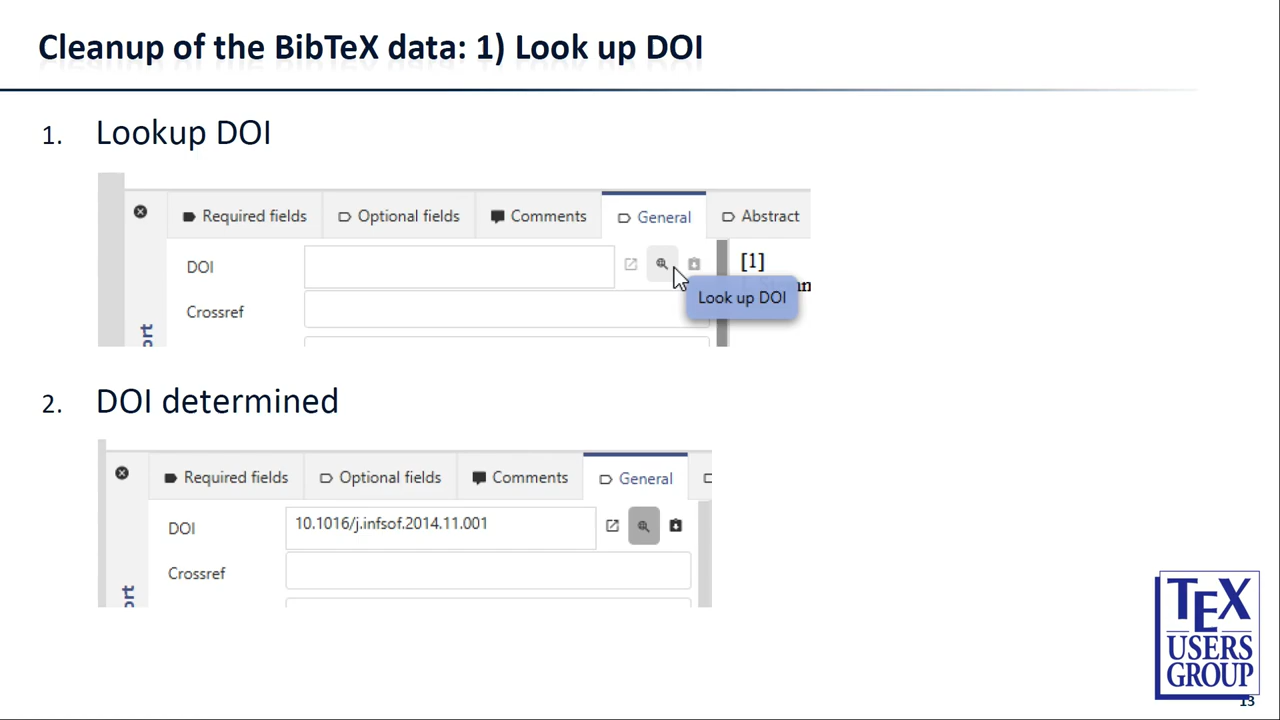 Cleanup of the BibTeX data: 1) Look up DOI
1. Lookup DOI
Required fields Optional fields Comments General Abstract
DOI
[1]
Look up DOI
Crossref
2. DOI determined
Required fields Optional fields Comments General
DOI 10.1016/j.infsof.2014.11.001
Crossref
TEX
USERS
GROUP
13